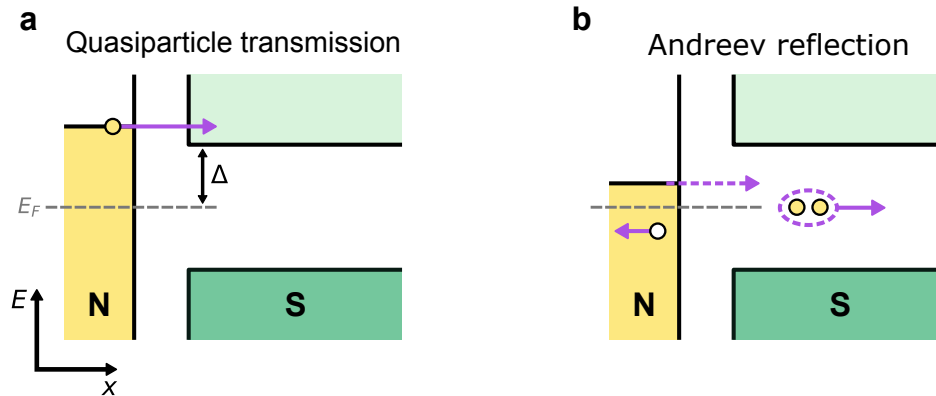 a
Quasiparticle transmission
Δ
E_F
N
S
E
x
b
Andreev reflection
N
S